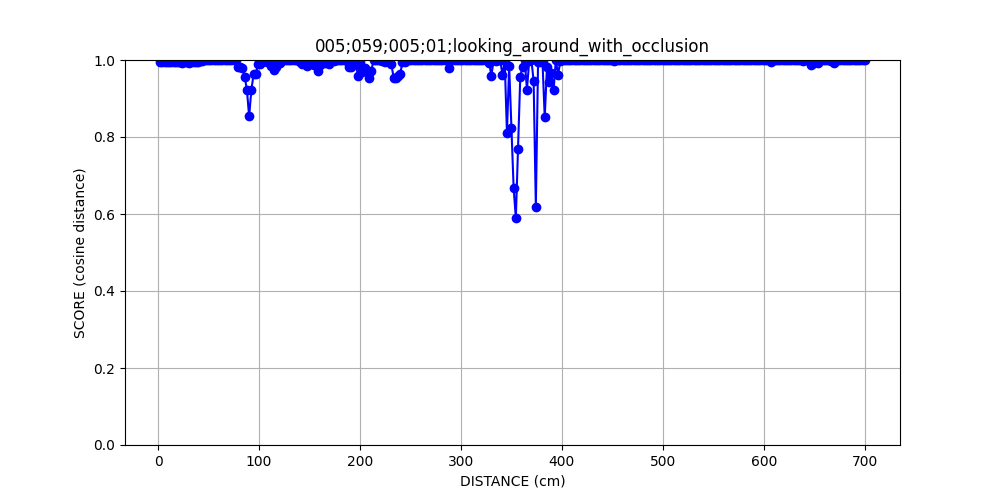 005;059;005;01;looking_around_with_occlusion
1.0
0.8
0.6
0.4
0.2
0.0
SCORE (cosine distance)
0 100 200 300 400 500 600 700
DISTANCE (cm)